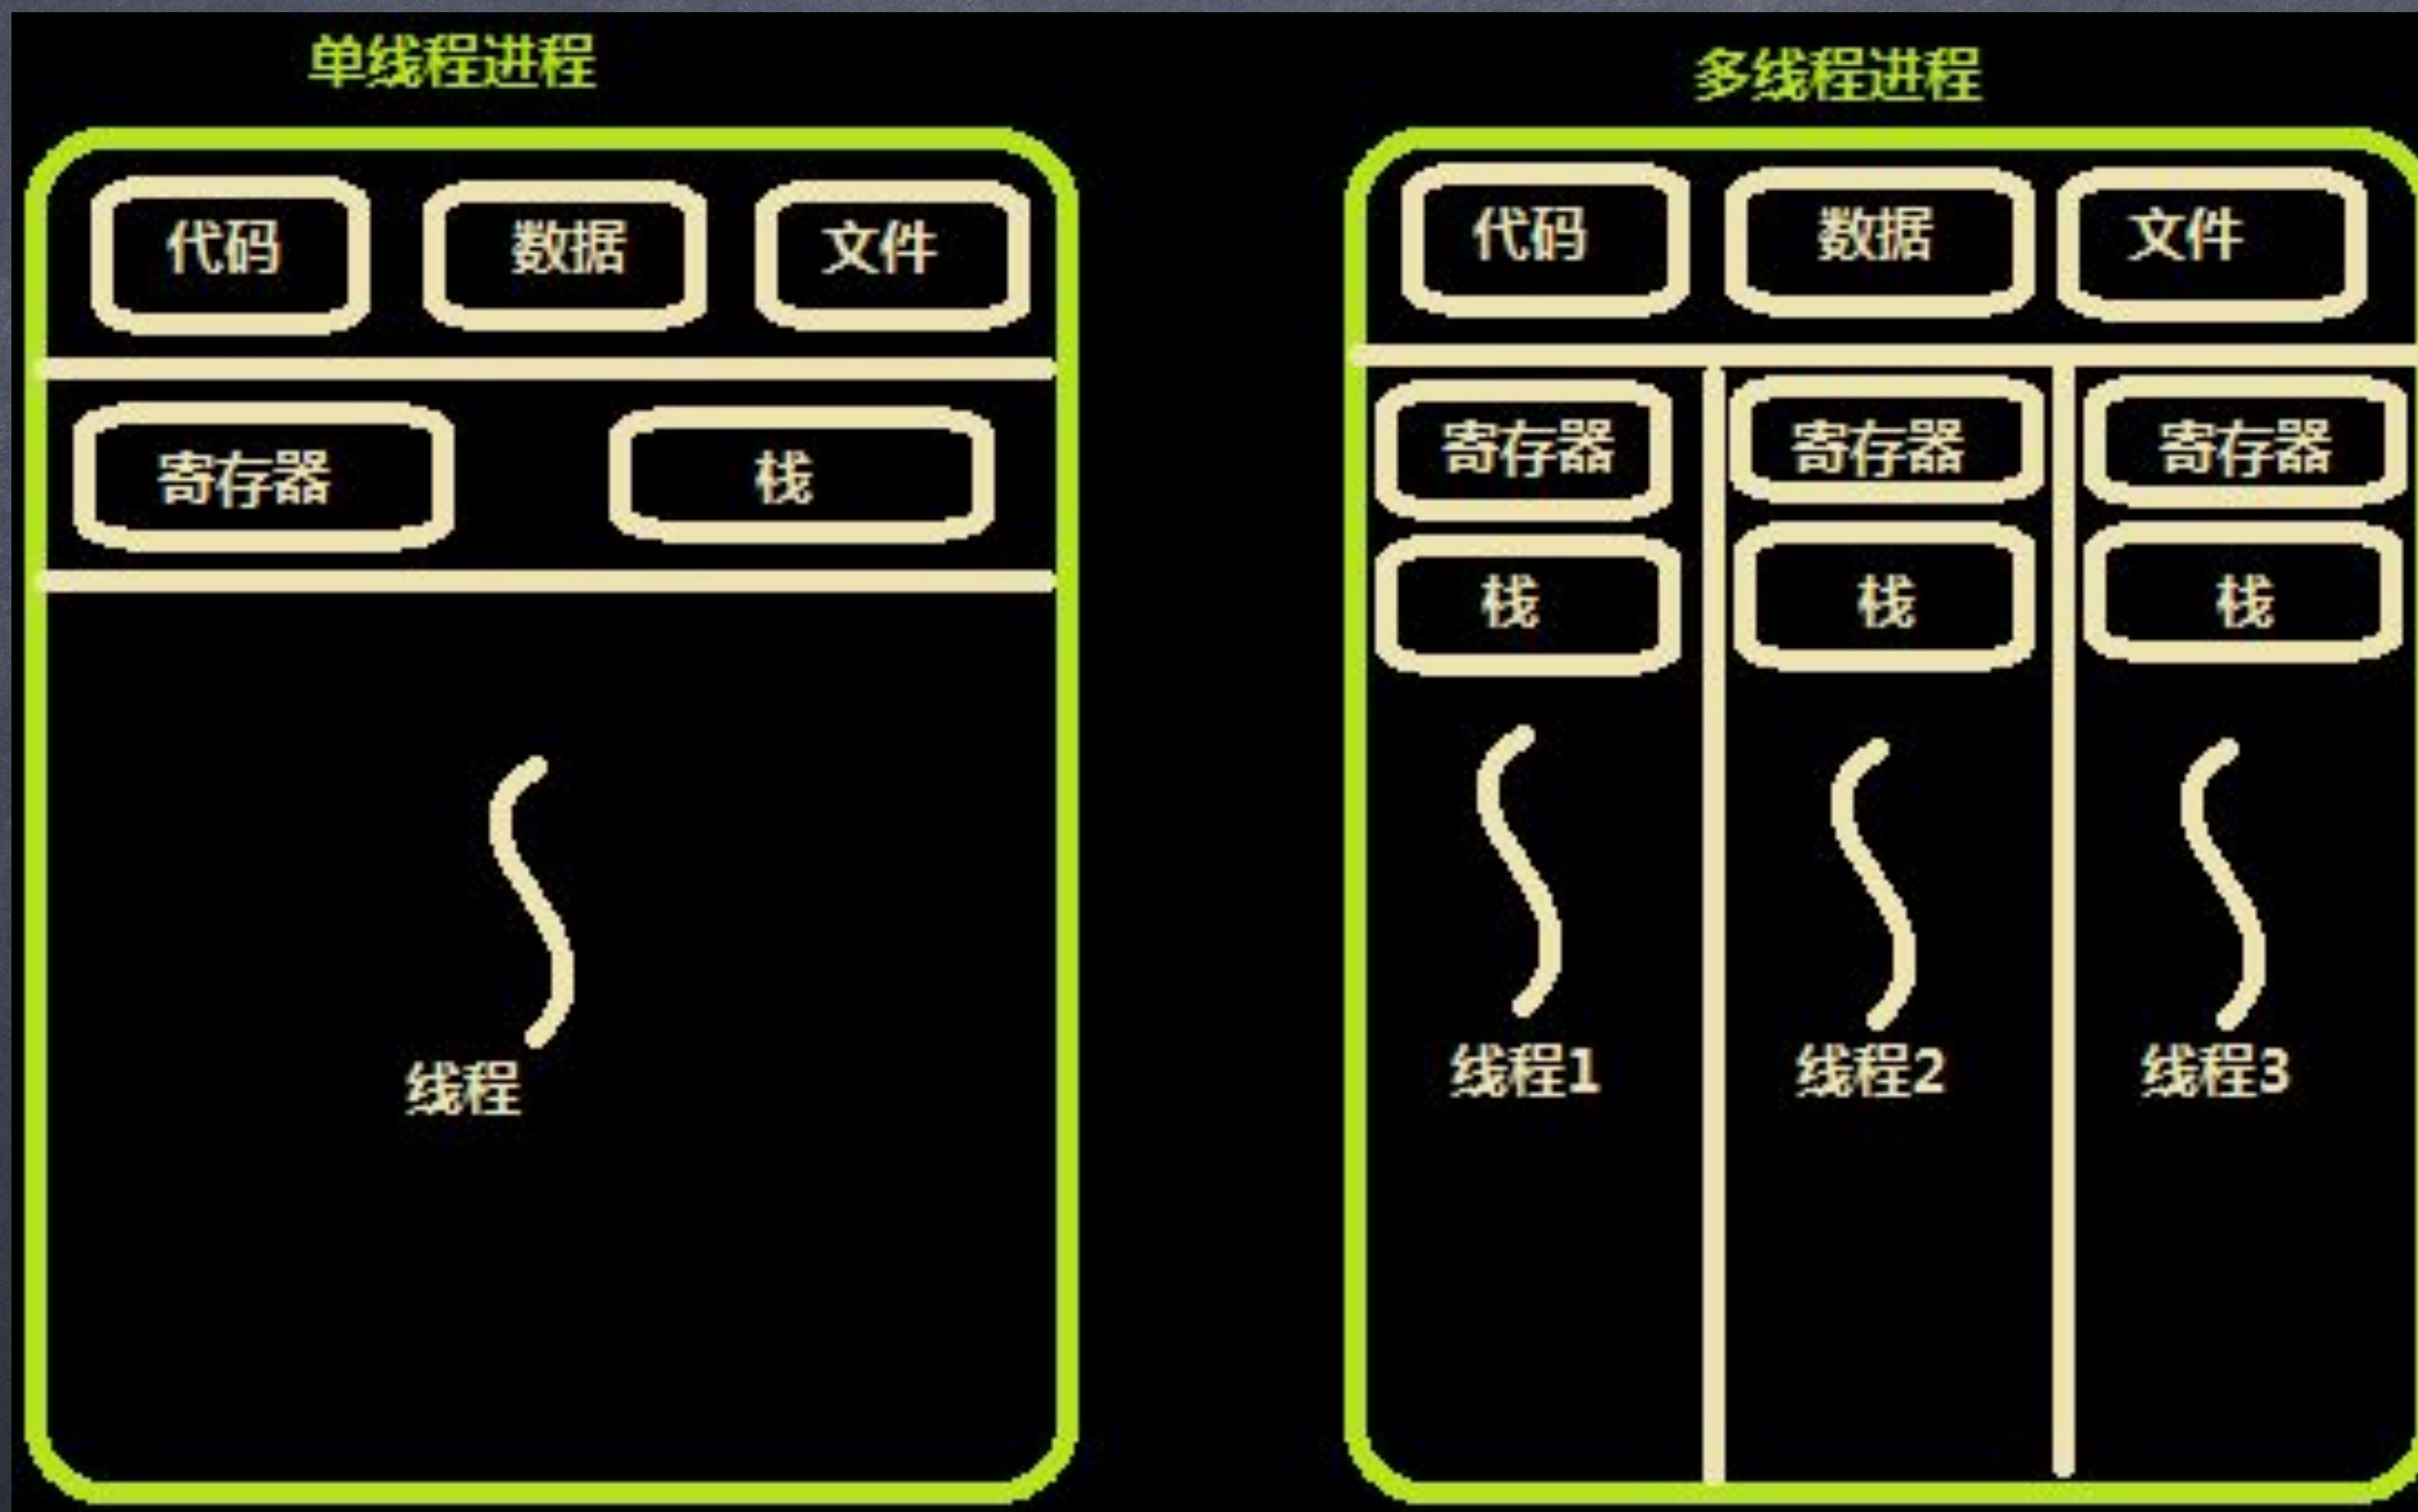 单线程进程
代码 数据 文件
寄存器 栈
线程
多线程进程
代码 数据 文件
寄存器 寄存器 寄存器
栈 栈 栈
线程1 线程2 线程3